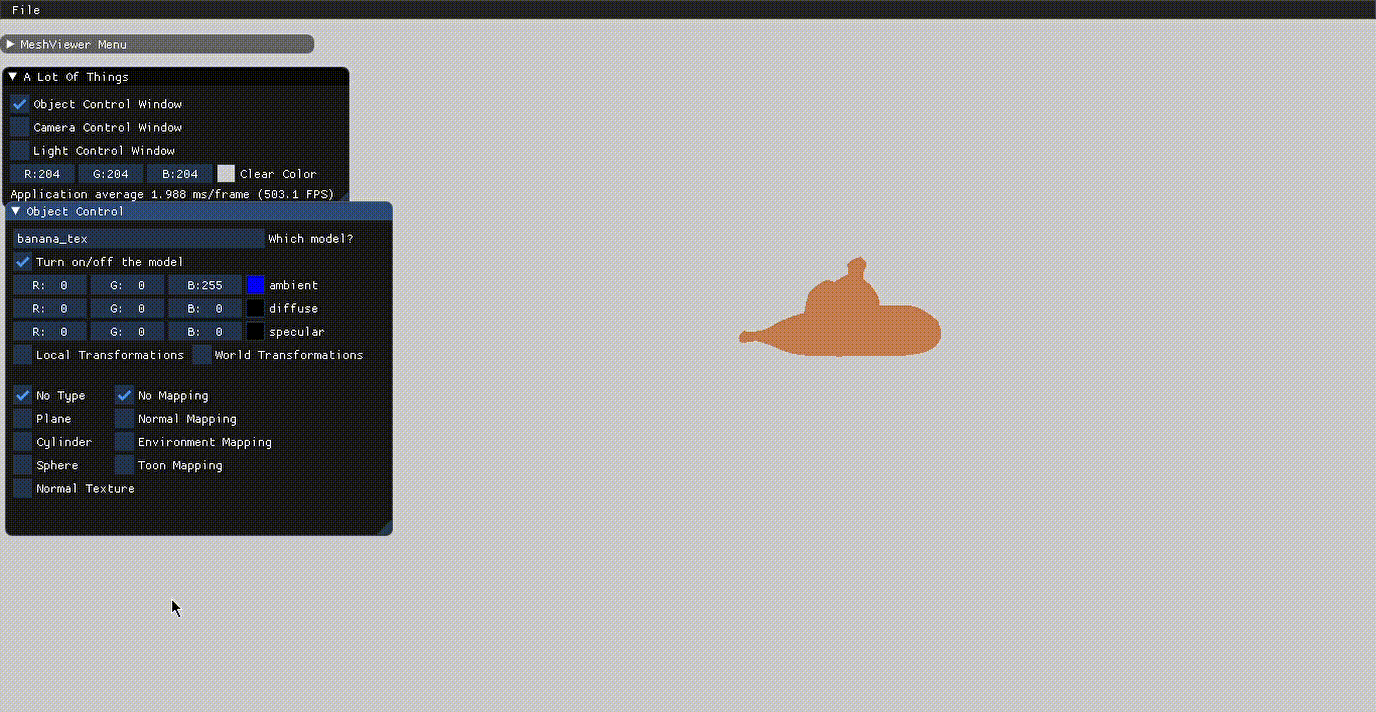 File
MeshViewer Menu
A Lot Of Things
Object Control Window
Camera Control Window
Light Control Window
R:204 G:204 B:204 Clear Color
Application average 1.988 ms/frame (503.1 FPS)
Object Control
banana_tex Which model?
Turn on/off the model
R: 0 G: 0 B:255 ambient
R: 0 G: 0 B: 0 diffuse
R: 0 G: 0 B: 0 specular
Local Transformations World Transformations
No Type No Mapping
Plane Normal Mapping
Cylinder Environment Mapping
Sphere Toon Mapping
Normal Texture